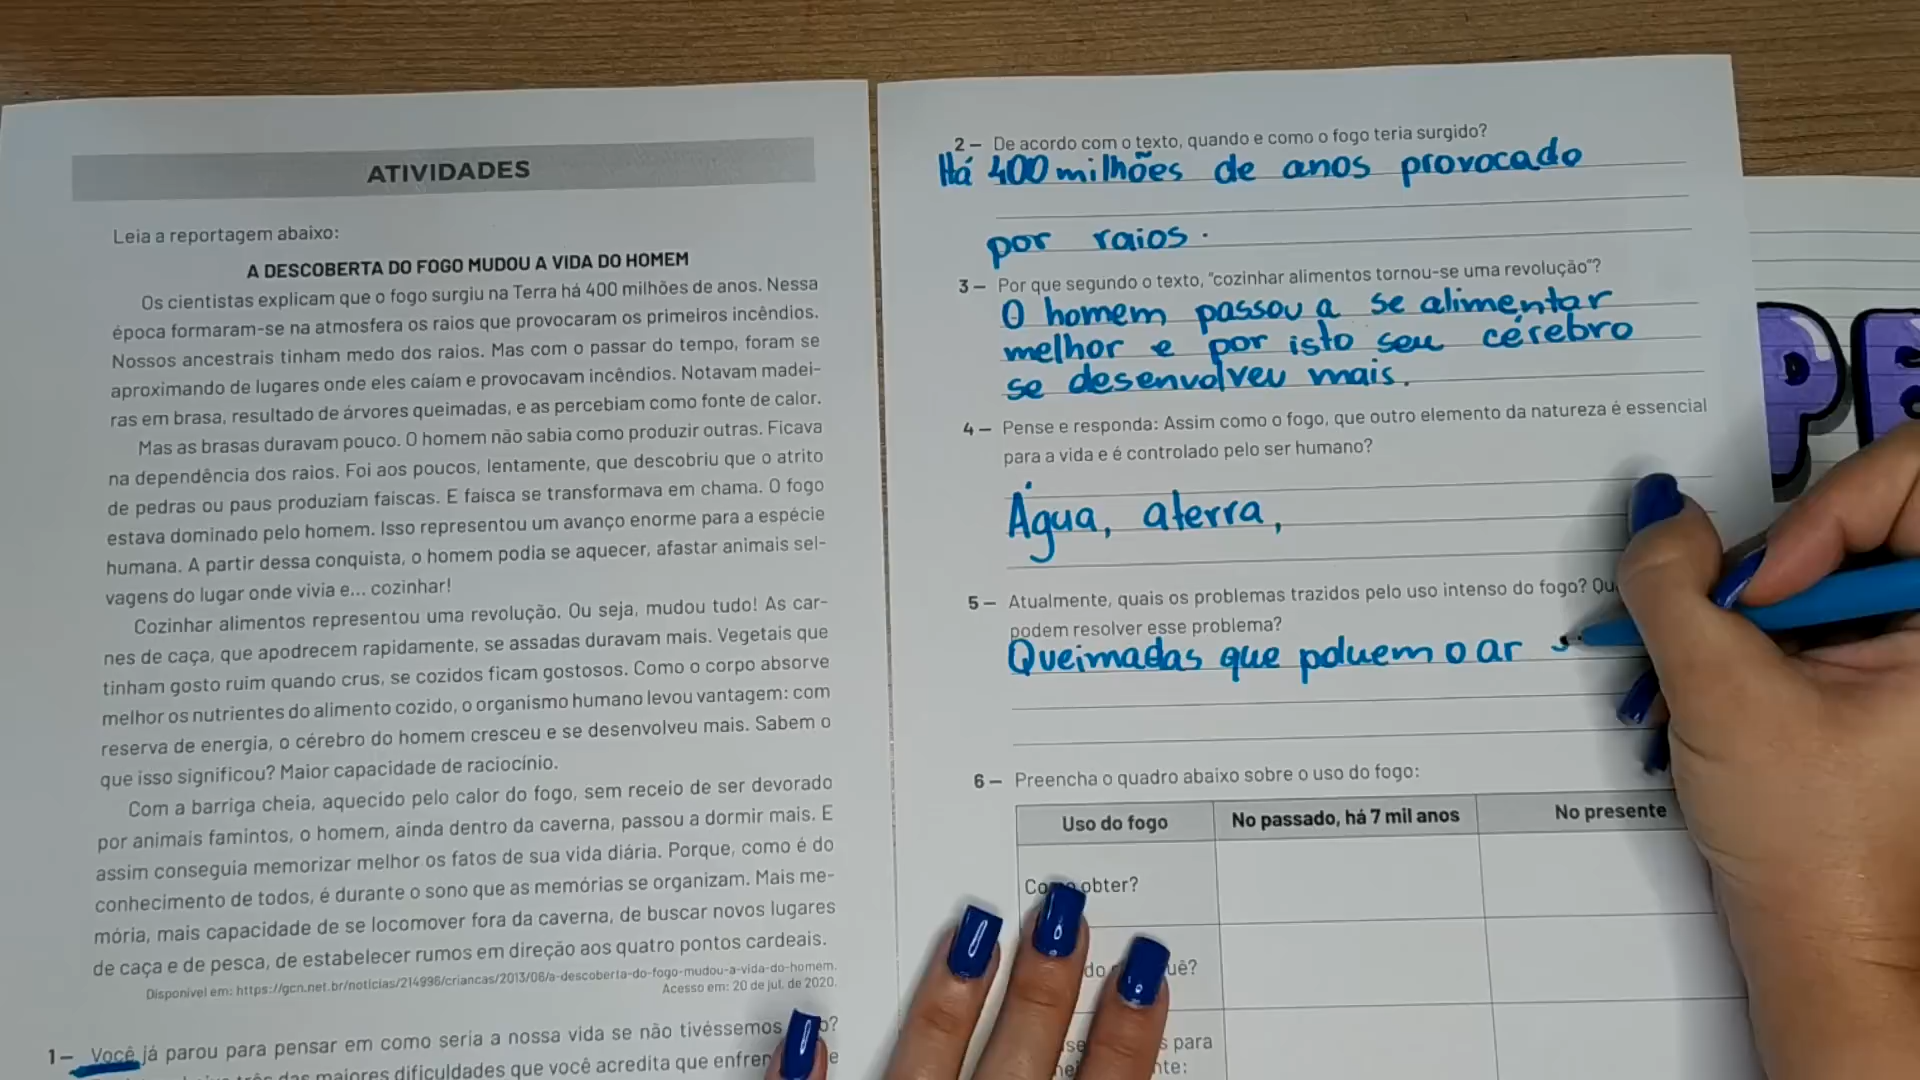 ATIVIDADES
Leia a reportagem abaixo:
A DESCOBERTA DO FOGO MUDOU A VIDA DO HOMEM
Os cientistas explicam que o fogo surgiu na Terra há 400 milhões de anos. Nessa
época formaram-se na atmosfera os raios que provocaram os primeiros incêndios.
Nossos ancestrais tinham medo dos raios. Mas com o passar do tempo, foram se
aproximando de lugares onde eles caíam e provocavam incêndios. Notavam madei-
ras em brasa, resultado de árvores queimadas, e as percebiam como fonte de calor.
Mas as brasas duravam pouco. O homem não sabia como produzir outras. Ficava
na dependência dos raios. Foi aos poucos, lentamente, que descobriu que o atrito
de pedras ou paus produziam faíscas. E faísca se transformava em chama. O fogo
estava dominado pelo homem. Isso representou um avanço enorme para a espécie
humana. A partir dessa conquista, o homem podia se aquecer, afastar animais sel-
vagens do lugar onde vivia e... cozinhar!
Cozinhar alimentos representou uma revolução. Ou seja, mudou tudo! As car-
nes de caça, que apodrecem rapidamente, se assadas duravam mais. Vegetais que
tinham gosto ruim quando crus, se cozidos ficam gostosos. Como o corpo absorve
melhor os nutrientes do alimento cozido, o organismo humano levou vantagem: com
reserva de energia, o cérebro do homem cresceu e se desenvolveu mais. Sabem o
que isso significou? Maior capacidade de raciocínio.
Com a barriga cheia, aquecido pelo calor do fogo, sem receio de ser devorado
por animais famintos, o homem, ainda dentro da caverna, passou a dormir mais. E
assim conseguia memorizar melhor os fatos de sua vida diária. Porque, como é do
conhecimento de todos, é durante o sono que as memórias se organizam. Mais me-
mória, mais capacidade de se locomover fora da caverna, de buscar novos lugares
de caça e de pesca, de estabelecer rumos em direção aos quatro pontos cardeais.
Disponível em: https://gcn.net.br/noticias/214996/criancas/2013/06/a-descoberta-do-fogo-mudou-a-vida-do-homem.
Acesso em: 20 de jul. de 2020.
1 – Você já parou para pensar em como seria a nossa vida se não tivéssemos
das maiores dificuldades que você acredita que
2 – De acordo com o texto, quando e como o fogo teria surgido?
Há 400 milhões de anos provocado
por raios.
3 – Por que segundo o texto, "cozinhar alimentos tornou-se uma revolução"?
O homem passou a se alimentar
melhor e por isto seu cérebro
se desenvolveu mais.
4 – Pense e responda: Assim como o fogo, que outro elemento da natureza é essencial
para a vida e é controlado pelo ser humano?
Água, a terra,
5 – Atualmente, quais os problemas trazidos pelo uso intenso do fogo?
podem resolver esse problema?
Queimadas que poluem o ar
6 – Preencha o quadro abaixo sobre o uso do fogo:
Uso do fogo No passado, há 7 mil anos No presente
obter?
para